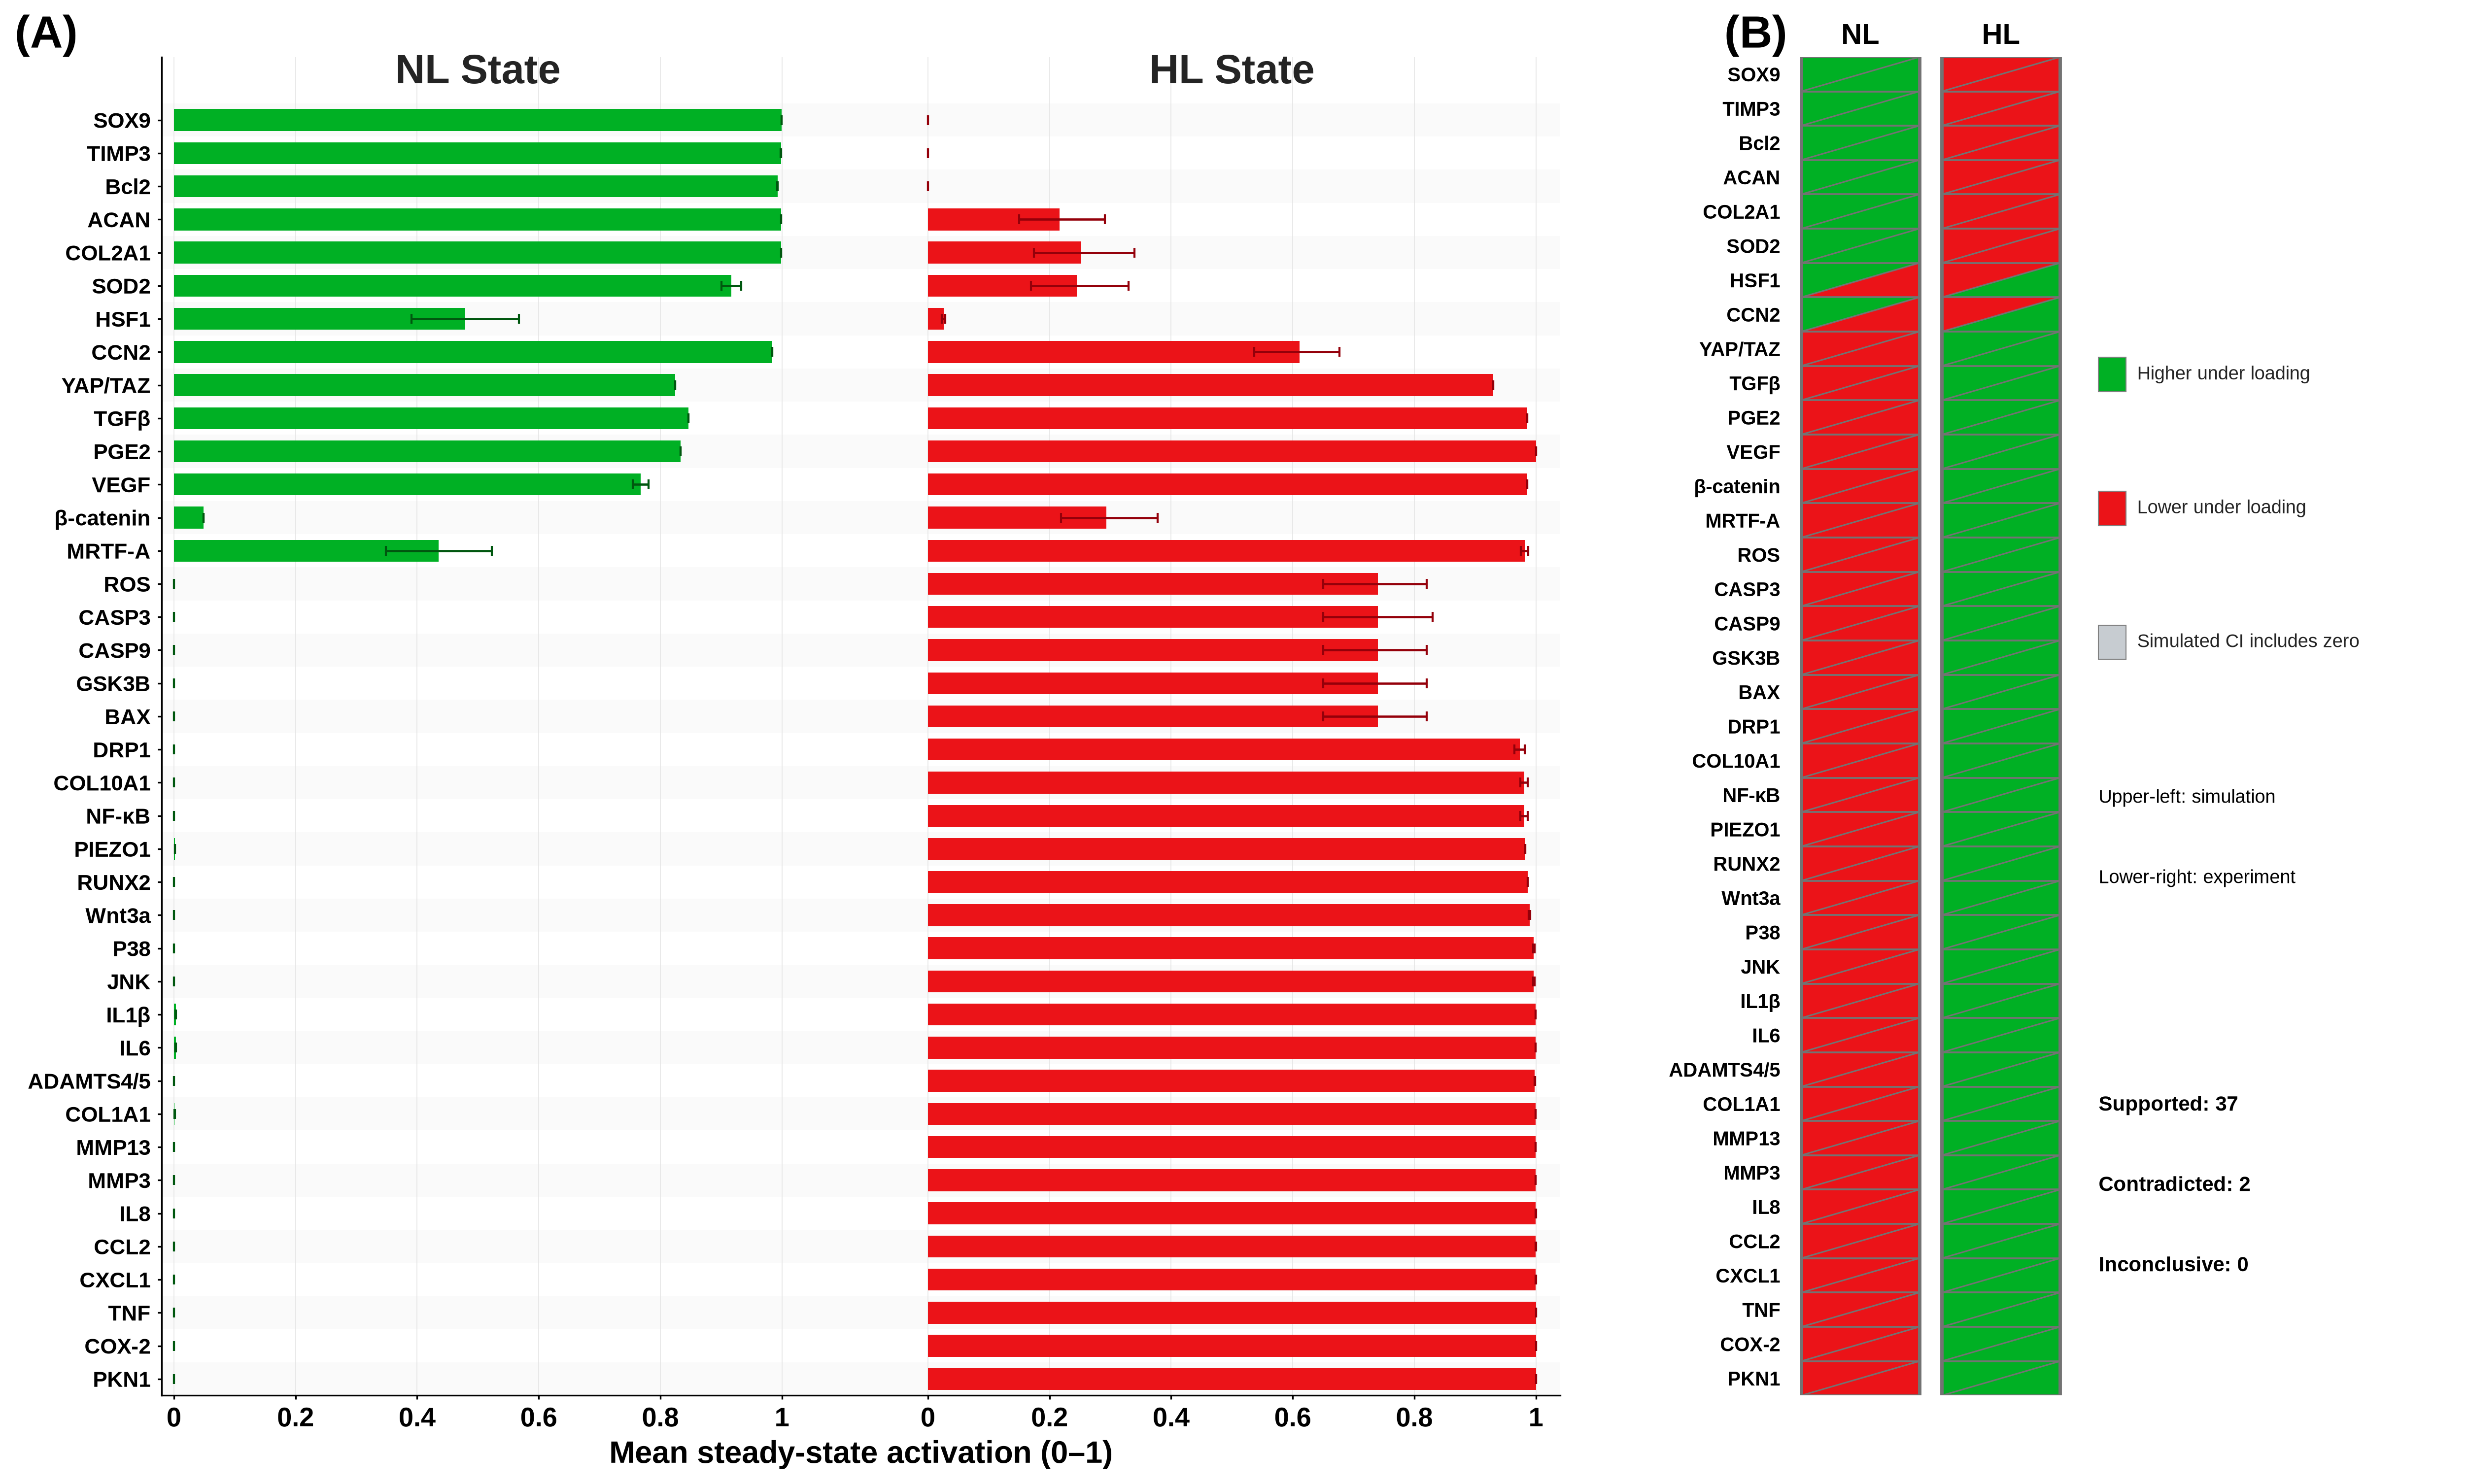 (A)
NL State
HL State
SOX9
TIMP3
Bcl2
ACAN
COL2A1
SOD2
HSF1
CCN2
YAP/TAZ
TGFβ
PGE2
VEGF
β-catenin
MRTF-A
ROS
CASP3
CASP9
GSK3B
BAX
DRP1
COL10A1
NF-κB
PIEZO1
RUNX2
Wnt3a
P38
JNK
IL1β
IL6
ADAMTS4/5
COL1A1
MMP13
MMP3
IL8
CCL2
CXCL1
TNF
COX-2
PKN1
0 0.2 0.4 0.6 0.8 1 0 0.2 0.4 0.6 0.8 1
Mean steady-state activation (0–1)
(B)
NL HL
SOX9
TIMP3
Bcl2
ACAN
COL2A1
SOD2
HSF1
CCN2
YAP/TAZ
TGFβ
PGE2
VEGF
β-catenin
MRTF-A
ROS
CASP3
CASP9
GSK3B
BAX
DRP1
COL10A1
NF-κB
PIEZO1
RUNX2
Wnt3a
P38
JNK
IL1β
IL6
ADAMTS4/5
COL1A1
MMP13
MMP3
IL8
CCL2
CXCL1
TNF
COX-2
PKN1
Higher under loading
Lower under loading
Simulated CI includes zero
Upper-left: simulation
Lower-right: experiment
Supported: 37
Contradicted: 2
Inconclusive: 0